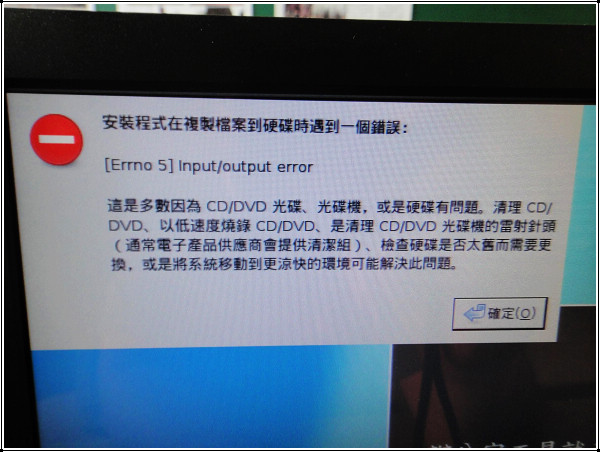 安裝程式在複製檔案到硬碟時遇到一個錯誤：
[Errno 5] Input/output error
這是多數因為 CD/DVD 光碟、光碟機，或是硬碟有問題。清理 CD/
DVD、以低速度燒錄 CD/DVD、是清理 CD/DVD 光碟機的雷射針頭
（通常電子產品供應商會提供清潔組）、檢查硬碟是否太舊而需要更
換，或是將系統移動到更涼快的環境可能解決此問題。
確定(O)